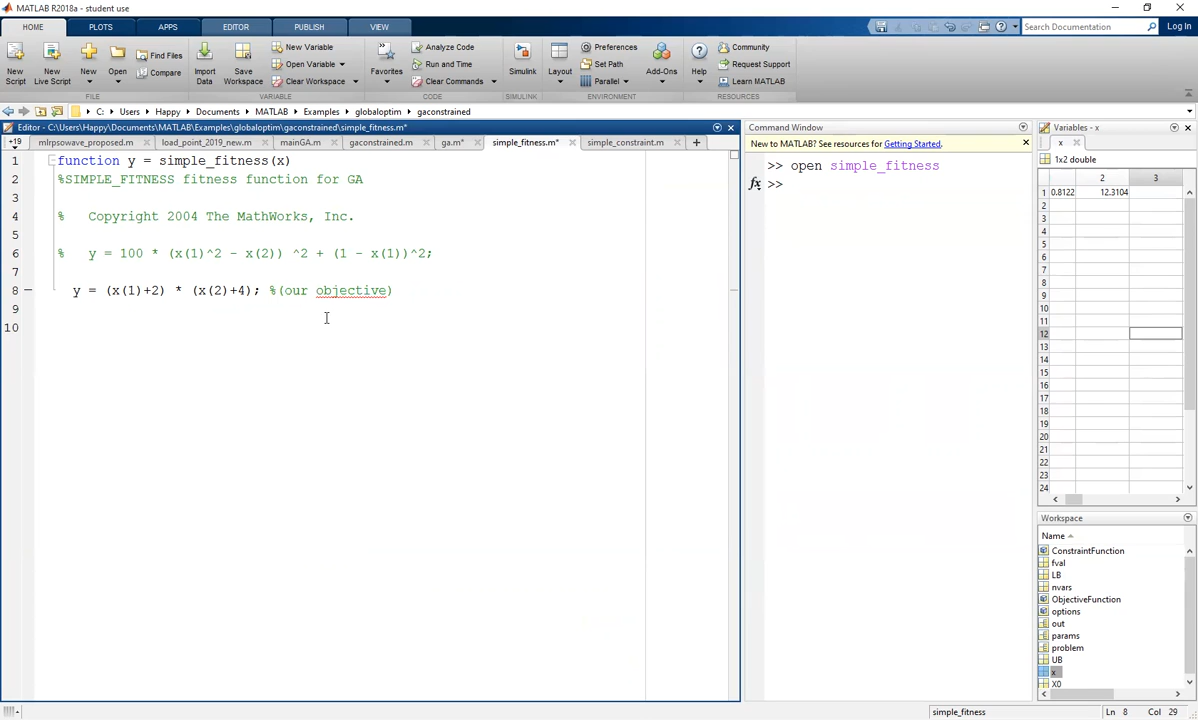 MATLAB R2018a - student use
HOME PLOTS APPS EDITOR PUBLISH VIEW
Search Documentation
Log In
New Script
New Live Script
New
Open
Find Files
Compare
FILE
Import Data
Save Workspace
New Variable
Open Variable
Clear Workspace
VARIABLE
Favorites
Analyze Code
Run and Time
Clear Commands
CODE
Simulink
SIMULINK
Layout
Preferences
Set Path
Parallel
Add-Ons
ENVIRONMENT
Help
Community
Request Support
Learn MATLAB
RESOURCES
C: Users Happy Documents MATLAB Examples globaloptim gaconstrained
Editor - C:\Users\Happy\Documents\MATLAB\Examples\globaloptim\gaconstrained\simple_fitness.m*
+19 mlrpsowave_proposed.m load_point_2019_new.m mainGA.m gaconstrained.m ga.m* simple_fitness.m* simple_constraint.m
1 function y = simple_fitness(x)
2 %SIMPLE_FITNESS fitness function for GA
3
4 % Copyright 2004 The MathWorks, Inc.
5
6 % y = 100 * (x(1)^2 - x(2)) ^2 + (1 - x(1))^2;
7
8 y = (x(1)+2) * (x(2)+4); %(our objective)
9
10
Command Window
New to MATLAB? See resources for Getting Started.
>> open simple_fitness
fx >>
Variables - x
x
1x2 double
2 3
1 0.8122 12.3104
2
3
4
5
6
7
8
9
10
11
12
13
14
15
16
17
18
19
20
21
22
23
24
Workspace
Name
ConstraintFunction
fval
LB
nvars
ObjectiveFunction
options
out
params
problem
UB
x
X0
simple_fitness
Ln 8 Col 29